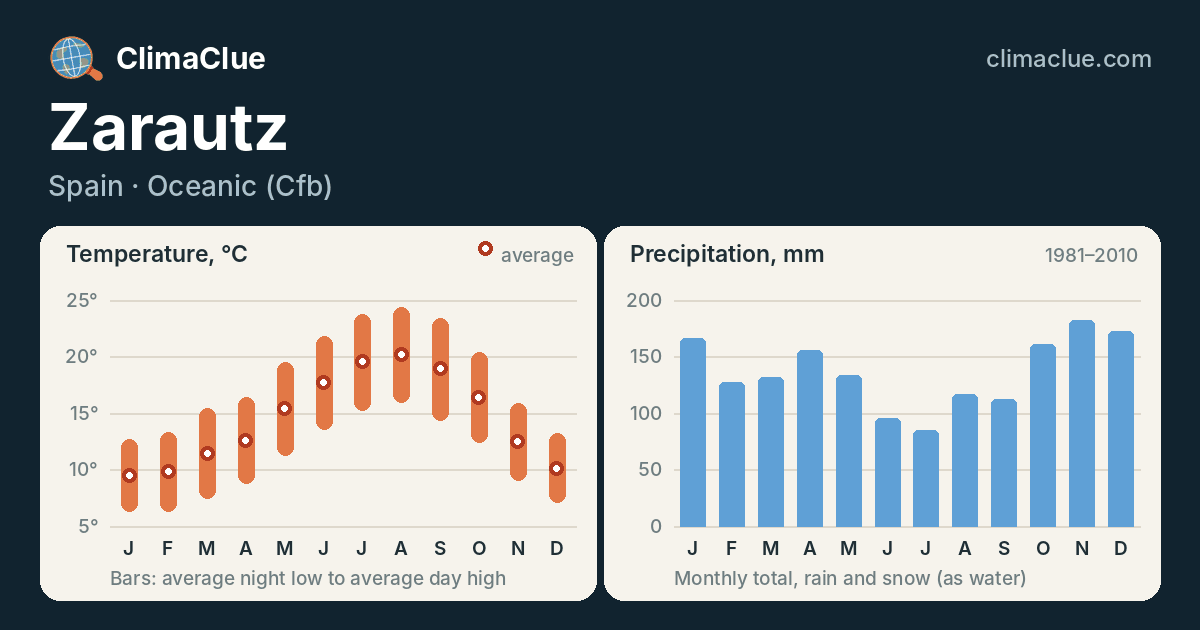 ClimaClue
climaclue.com
Zarautz
Spain · Oceanic (Cfb)
Temperature, °C
average
25°
20°
15°
10°
5°
J F M A M J J A S O N D
Bars: average night low to average day high
Precipitation, mm
1981–2010
200
150
100
50
0
J F M A M J J A S O N D
Monthly total, rain and snow (as water)